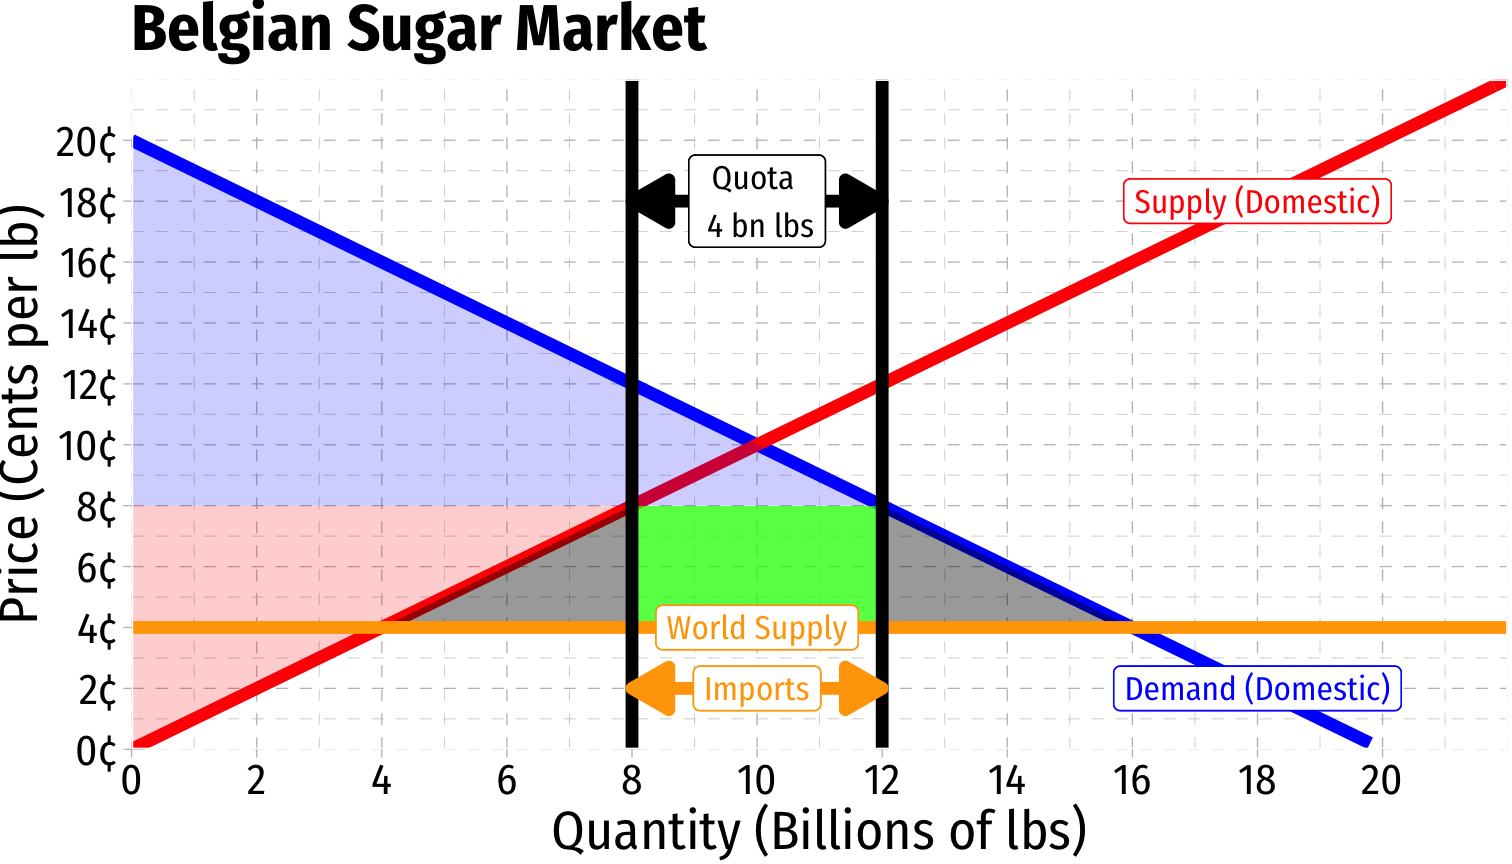 Belgian Sugar Market
Price (Cents per lb)
20¢
18¢
16¢
14¢
12¢
10¢
8¢
6¢
4¢
2¢
0¢
Quota
4 bn lbs
Supply (Domestic)
World Supply
Imports
Demand (Domestic)
0 2 4 6 8 10 12 14 16 18 20
Quantity (Billions of lbs)